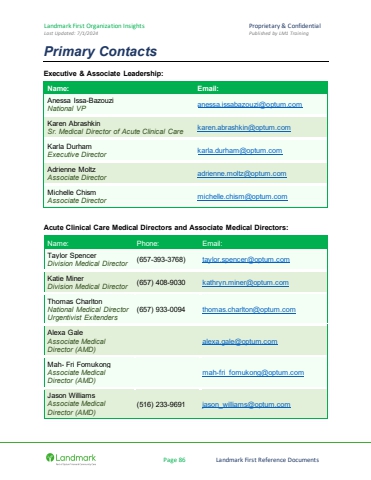 Landmark First Organization Insights Proprietary & Confidential
Last Updated: 7/1/2024 Published by LM1 Training
Primary Contacts
Executive & Associate Leadership:
Name: Email:
Anessa Issa-Bazouzi
National VP anessa.issabazouzi@optum.com
Karen Abrashkin
Sr. Medical Director of Acute Clinical Care karen.abrashkin@optum.com
Karla Durham
Executive Director karla.durham@optum.com
Adrienne Moltz
Associate Director adrienne.moltz@optum.com
Michelle Chism
Associate Director michelle.chism@optum.com
Acute Clinical Care Medical Directors and Associate Medical Directors:
Name: Phone: Email:
Taylor Spencer
Division Medical Director (657-393-3768) taylor.spencer@optum.com
Katie Miner
Division Medical Director (657) 408-9030 kathryn.miner@optum.com
Thomas Charlton
National Medical Director (657) 933-0094 thomas.charlton@optum.com
Urgentivist Exitenders
Alexa Gale
Associate Medical alexa.gale@optum.com
Director (AMD)
Mah- Fri Fomukong
Associate Medical mah-fri_fomukong@optum.com
Director (AMD)
Jason Williams
Associate Medical (516) 233-9691 jason_williams@optum.com
Director (AMD)
Landmark Page 86 Landmark First Reference Documents